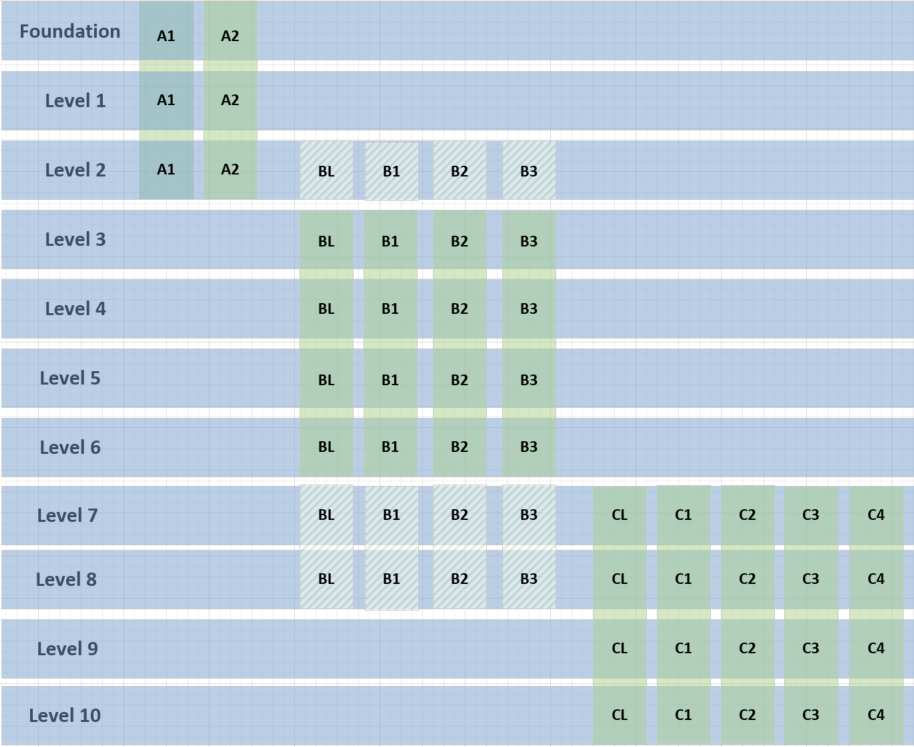 Foundation A1 A2
Level 1 A1 A2
Level 2 A1 A2 BL B1 B2 B3
Level 3 BL B1 B2 B3
Level 4 BL B1 B2 B3
Level 5 BL B1 B2 B3
Level 6 BL B1 B2 B3
Level 7 BL B1 B2 B3 CL C1 C2 C3 C4
Level 8 BL B1 B2 B3 CL C1 C2 C3 C4
Level 9 CL C1 C2 C3 C4
Level 10 CL C1 C2 C3 C4